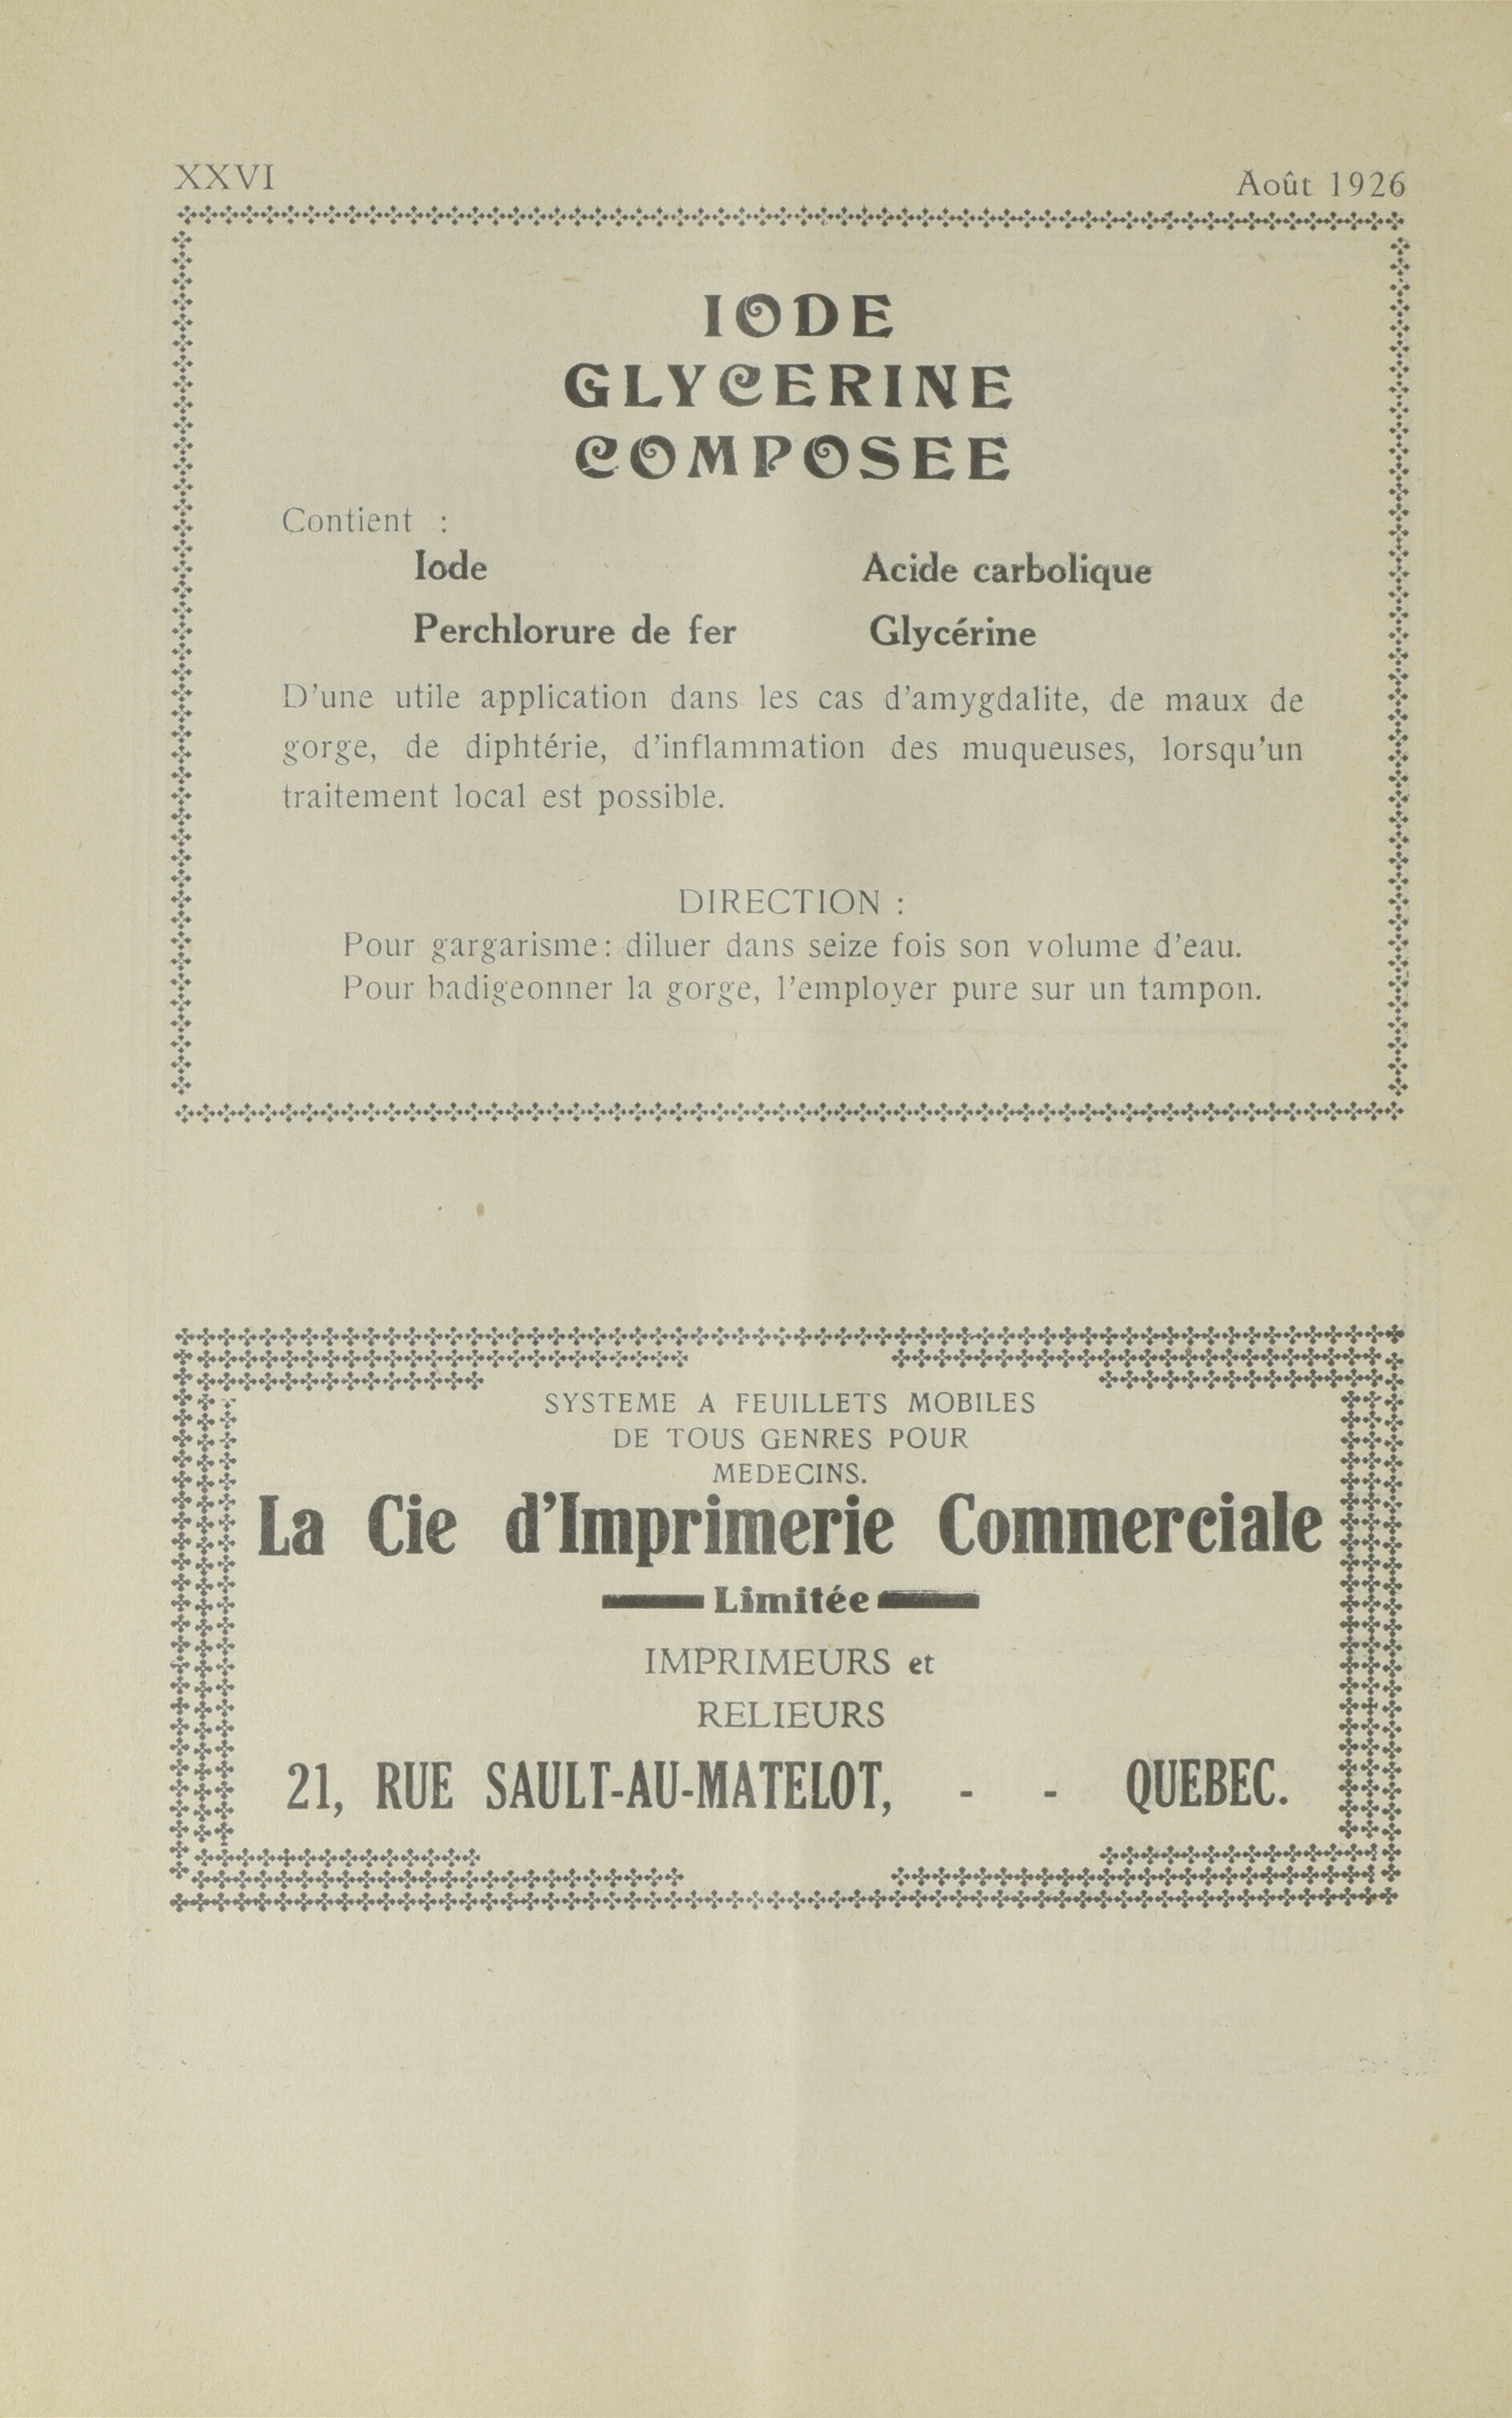 XXVI Août 1926
IODE
GLYCERINE
COMPOSEE
Contient :
Iode Acide carbolique
Perchlorure de fer Glycérine
D'une utile application dans les cas d'amygdalite, de maux de
gorge, de diphtérie, d'inflammation des muqueuses, lorsqu'un
traitement local est possible.
DIRECTION :
Pour gargarisme: diluer dans seize fois son volume d'eau.
Pour badigeonner la gorge, l'employer pure sur un tampon.
SYSTEME A FEUILLETS MOBILES
DE TOUS GENRES POUR
MEDECINS.
La Cie d'Imprimerie Commerciale
Limitée
IMPRIMEURS et
RELIEURS
21, RUE SAULT-AU-MATELOT, - - QUEBEC.